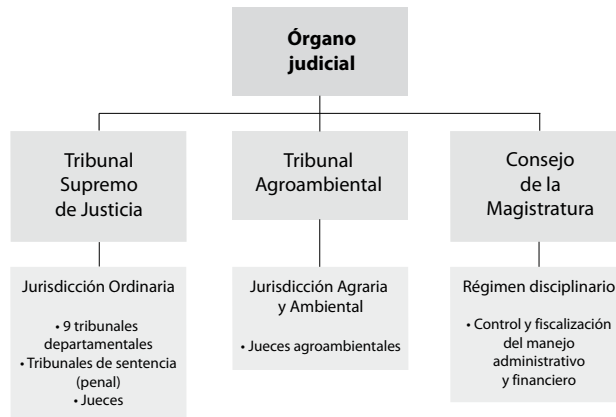 Órgano
judicial
Tribunal
Supremo
de Justicia
Tribunal
Agroambiental
Consejo
de la
Magistratura
Jurisdicción Ordinaria
• 9 tribunales
departamentales
• Tribunales de sentencia
(penal)
• Jueces
Jurisdicción Agraria
y Ambiental
• Jueces agroambientales
Régimen disciplinario
• Control y fiscalización
del manejo
administrativo
y financiero